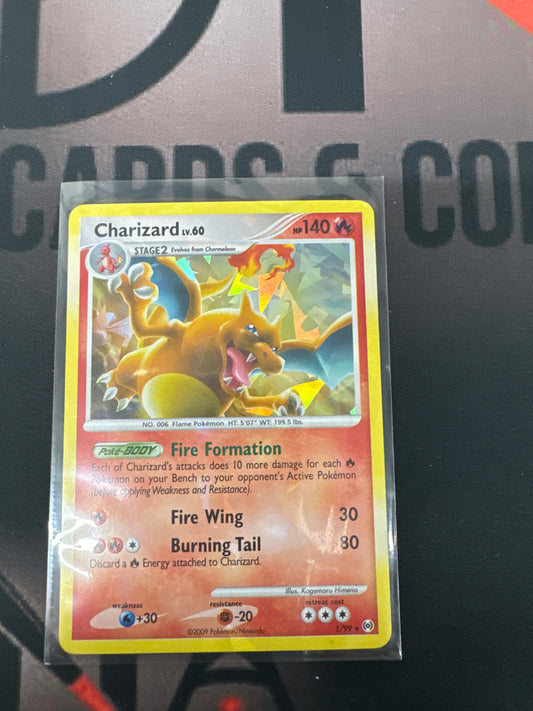 DT
CARDS & CO
Charizard LV.60
HP 140
STAGE2 Evolves from Charmeleon
NO. 006 Flame Pokémon HT: 5'07" WT: 199.5 lbs.
Poké-BODY Fire Formation
Each of Charizard's attacks does 10 more damage for each
Pokémon on your Bench to your opponent's Active Pokémon
(before applying Weakness and Resistance).
Fire Wing 30
Burning Tail 80
Discard a Energy attached to Charizard.
Illus. Kagemaru Himeno
weakness resistance retreat cost
+30 -20
©2009 Pokémon/Nintendo 1/99